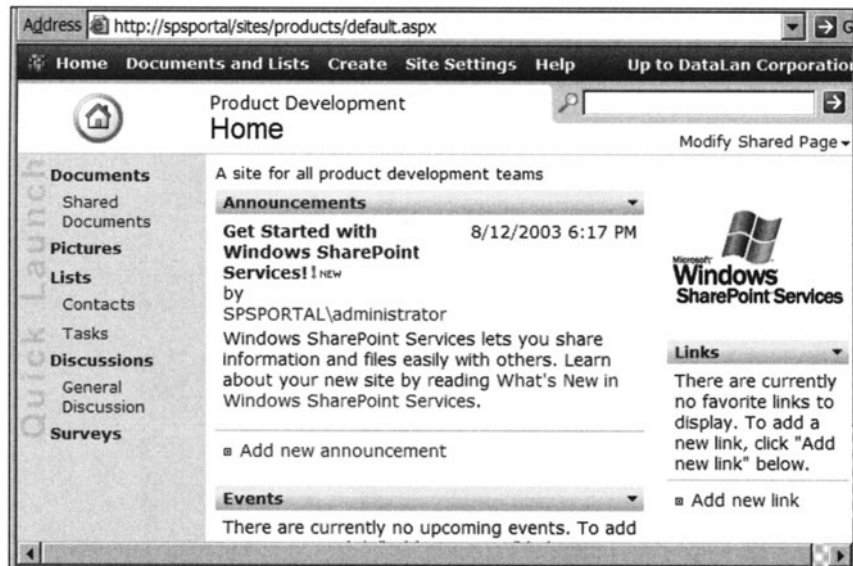 Address http://spsportal/sites/products/default.aspx
Home Documents and Lists Create Site Settings Help Up to DataLan Corporation
Product Development
Home
Modify Shared Page
Quick Launch
Documents
Shared
Documents
Pictures
Lists
Contacts
Tasks
Discussions
General
Discussion
Surveys
A site for all product development teams
Announcements
Get Started with 8/12/2003 6:17 PM
Windows SharePoint
Services!! NEW
by
SPSPORTAL\administrator
Windows SharePoint Services lets you share
information and files easily with others. Learn
about your new site by reading What's New in
Windows SharePoint Services.
Add new announcement
Events
There are currently no upcoming events. To add
Microsoft
Windows
SharePoint Services
Links
There are currently
no favorite links to
display. To add a
new link, click "Add
new link" below.
Add new link